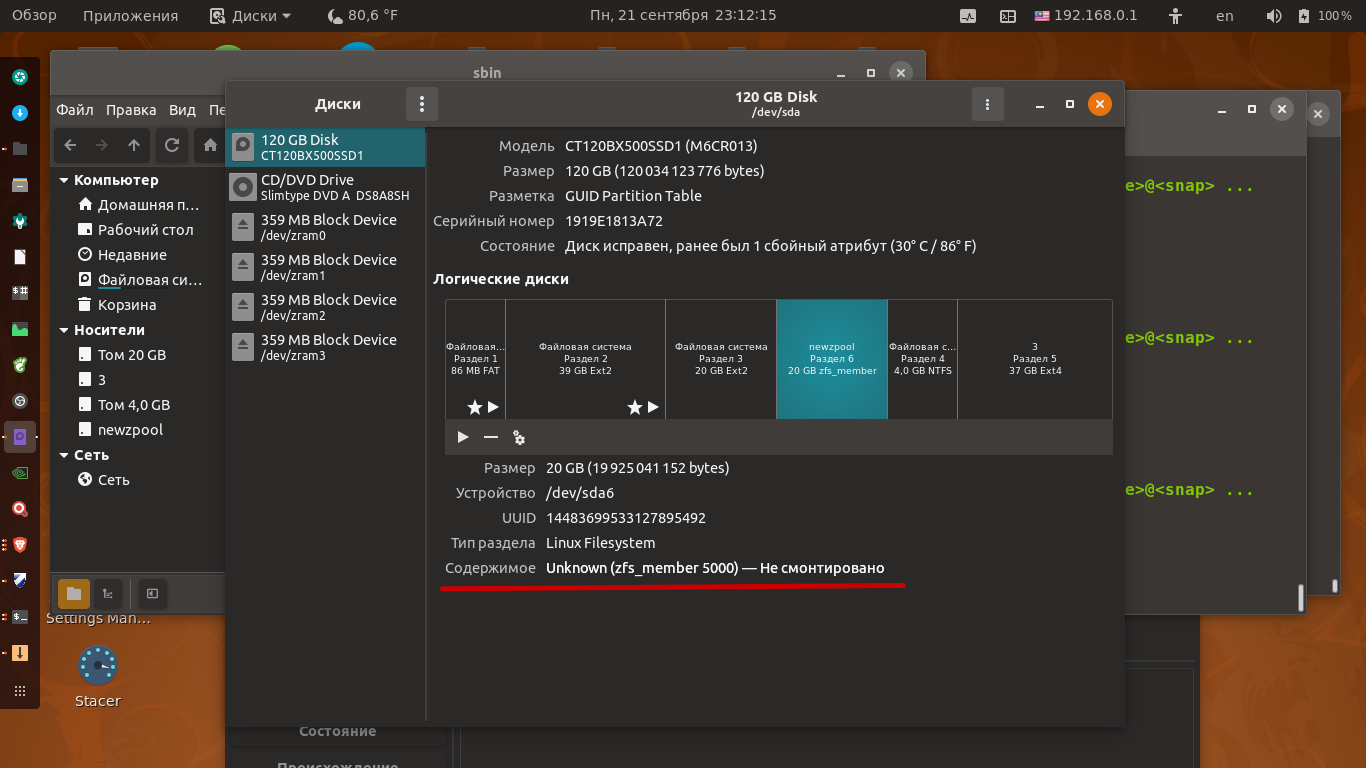 Обзор
Приложения
Диски
80,6 °F
Пн, 21 сентября 23:12:15
192.168.0.1
en
100%
sbin
Файл
Правка
Вид
Компьютер
Домашняя п...
Рабочий стол
Недавние
Файловая си...
Корзина
Носители
Том 20 GB
3
Том 4,0 GB
newzpool
Сеть
Сеть
Settings Man...
Stacer
Диски
120 GB Disk
/dev/sda
120 GB Disk
CT120BX500SSD1
CD/DVD Drive
Slimtype DVD A DS8A8SH
359 MB Block Device
/dev/zram0
359 MB Block Device
/dev/zram1
359 MB Block Device
/dev/zram2
359 MB Block Device
/dev/zram3
Модель CT120BX500SSD1 (M6CR013)
Размер 120 GB (120 034 123 776 bytes)
Разметка GUID Partition Table
Серийный номер 1919E1813A72
Состояние Диск исправен, ранее был 1 сбойный атрибут (30° C / 86° F)
Логические диски
Файловая...
Раздел 1
86 MB FAT
Файловая система
Раздел 2
39 GB Ext2
Файловая система
Раздел 3
20 GB Ext2
newzpool
Раздел 6
20 GB zfs_member
Файловая с...
Раздел 4
4,0 GB NTFS
3
Раздел 5
37 GB Ext4
Размер 20 GB (19 925 041 152 bytes)
Устройство /dev/sda6
UUID 14483699533127895492
Тип раздела Linux Filesystem
Содержимое Unknown (zfs_member 5000) — Не смонтировано
e>@<snap> ...
e>@<snap> ...
e>@<snap> ...
Состояние